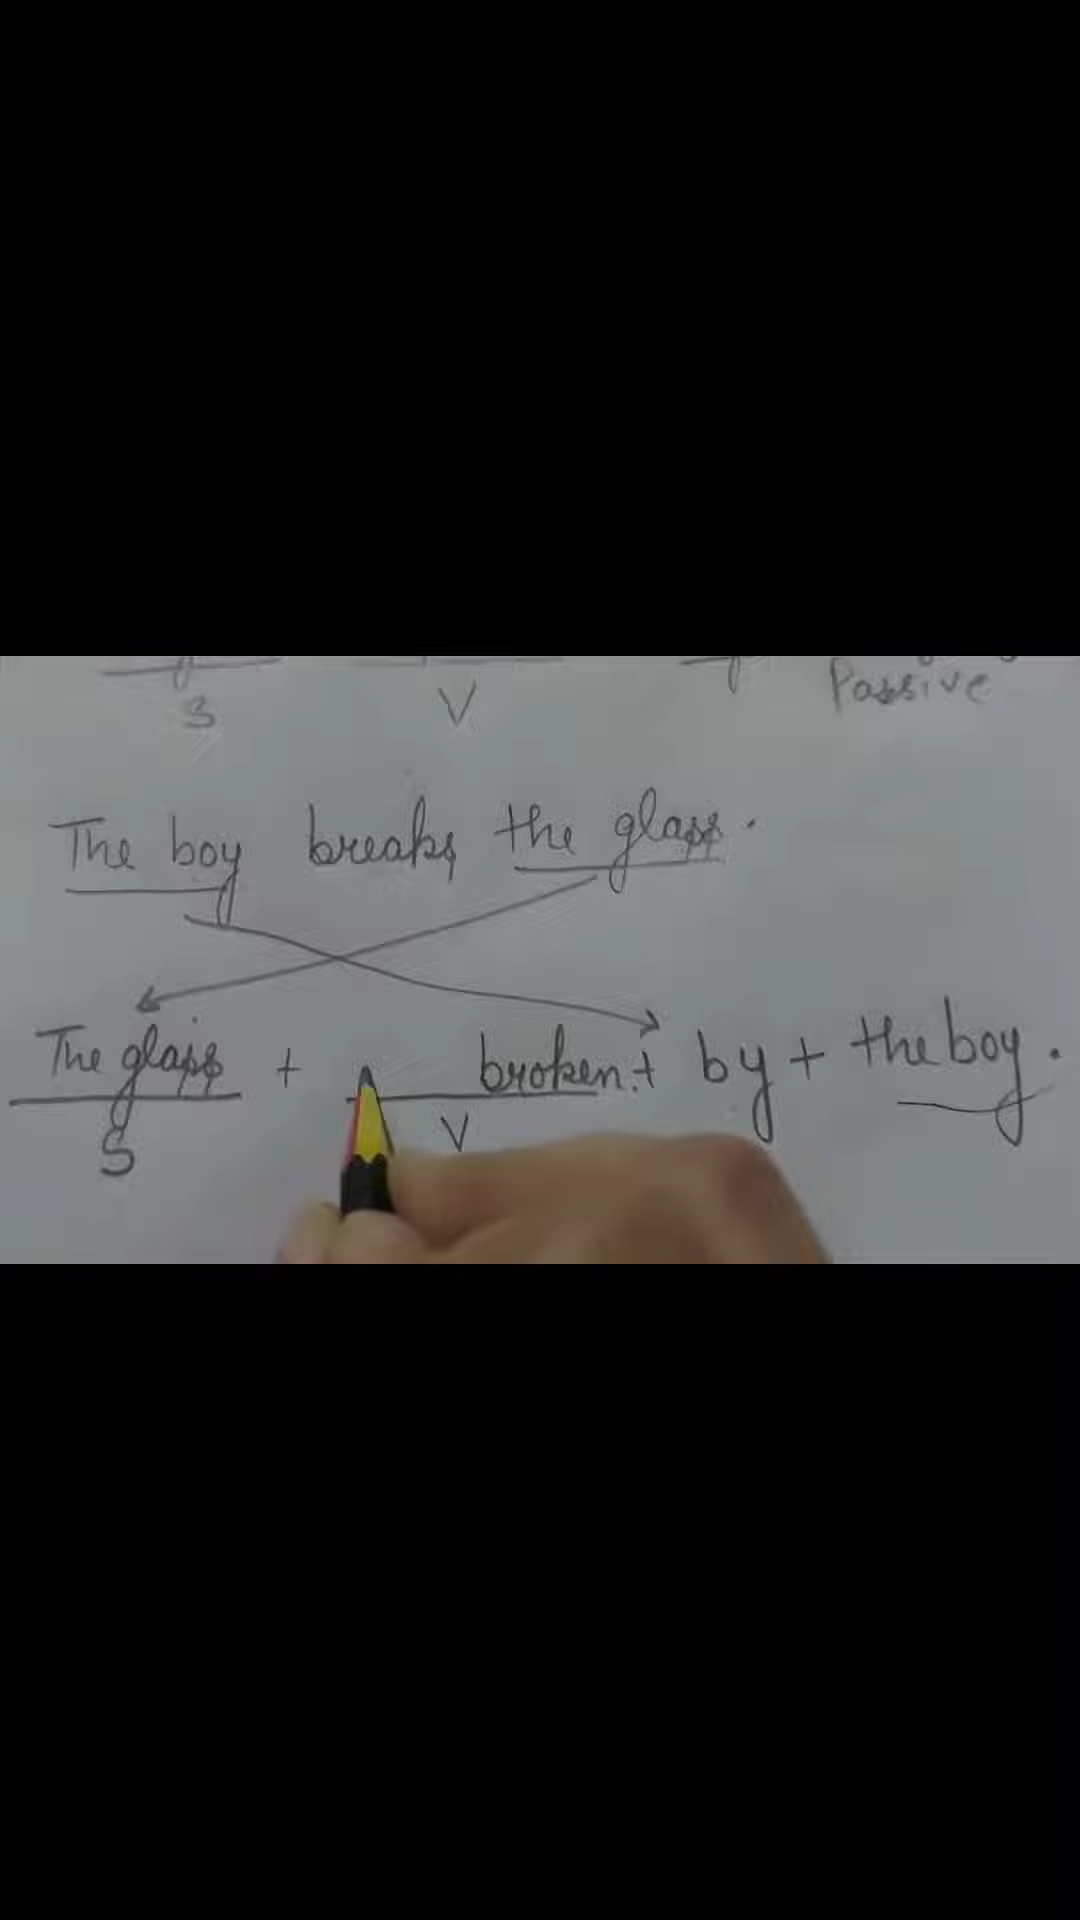 S V Passive
The boy breaks the glass.
The glass + broken. + by + the boy.
S V